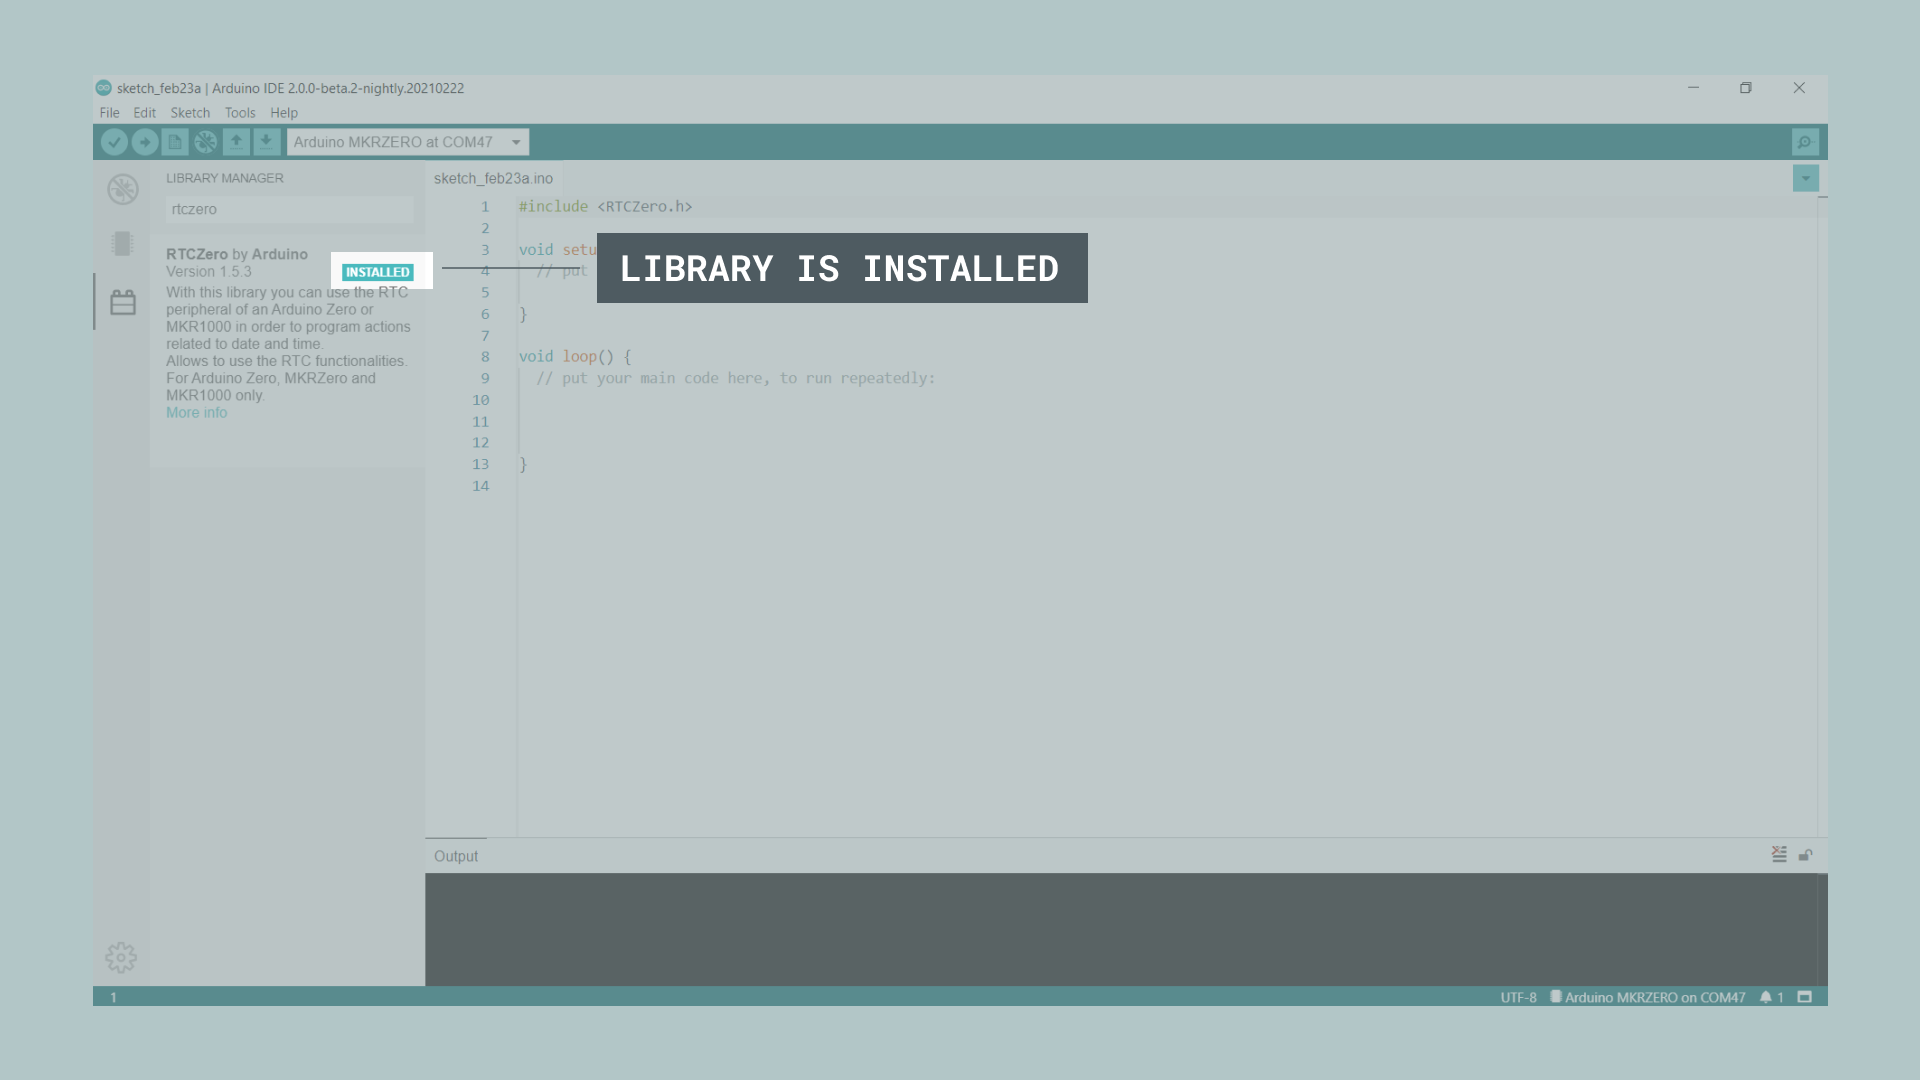 sketch_feb23a | Arduino IDE 2.0.0-beta.2-nightly.20210222
File Edit Sketch Tools Help
Arduino MKRZERO at COM47
LIBRARY MANAGER
rtczero
RTCZero by Arduino
Version 1.5.3
INSTALLED
With this library you can use the RTC
peripheral of an Arduino Zero or
MKR1000 in order to program actions
related to date and time.
Allows to use the RTC functionalities.
For Arduino Zero, MKRZero and
MKR1000 only.
More info
sketch_feb23a.ino
1 #include <RTCZero.h>
2
3 void setu
4 // put
5
6 }
7
8 void loop() {
9 // put your main code here, to run repeatedly:
10
11
12
13 }
14
LIBRARY IS INSTALLED
Output
1
UTF-8 Arduino MKRZERO on COM47 1